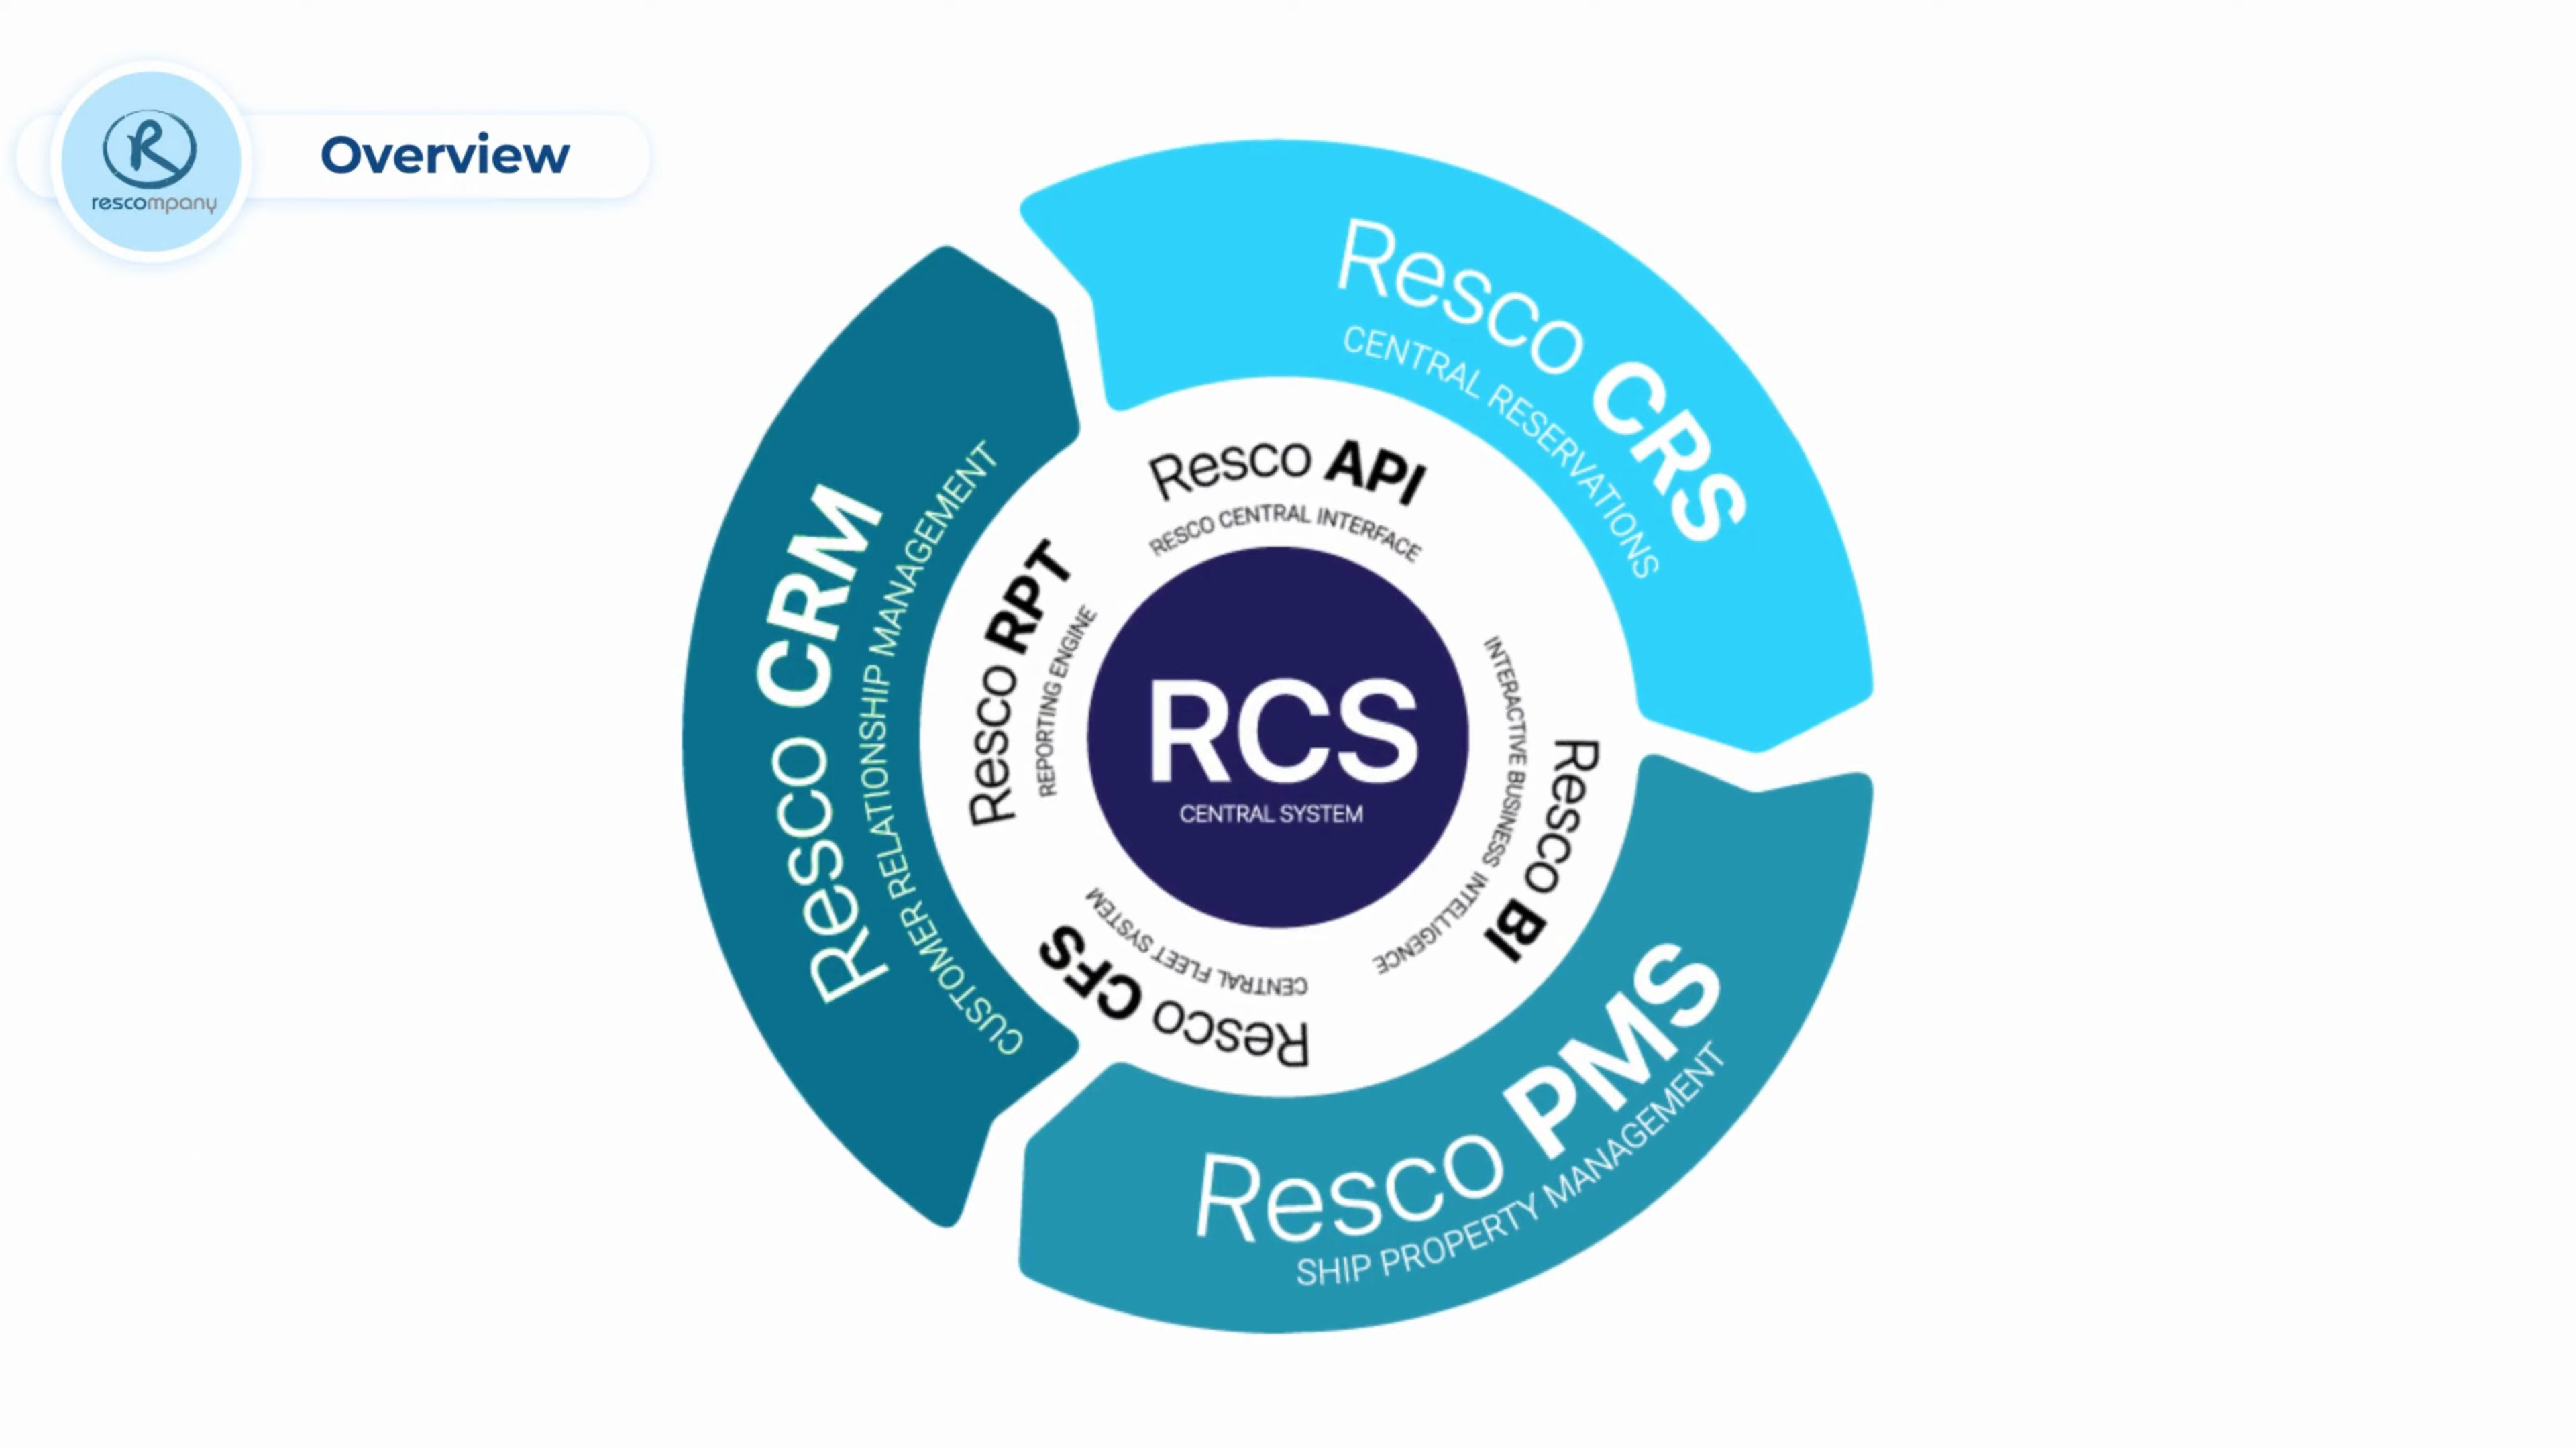 rescompany
Overview
Resco CRS
CENTRAL RESERVATIONS
Resco CRM
CUSTOMER RELATIONSHIP MANAGEMENT
Resco API
RESCO CENTRAL INTERFACE
Resco RPT
REPORTING ENGINE
RCS
CENTRAL SYSTEM
INTERACTIVE BUSINESS INTELLIGENCE
Resco BI
CENTRAL FLEET SYSTEM
Resco CFS
Resco PMS
SHIP PROPERTY MANAGEMENT